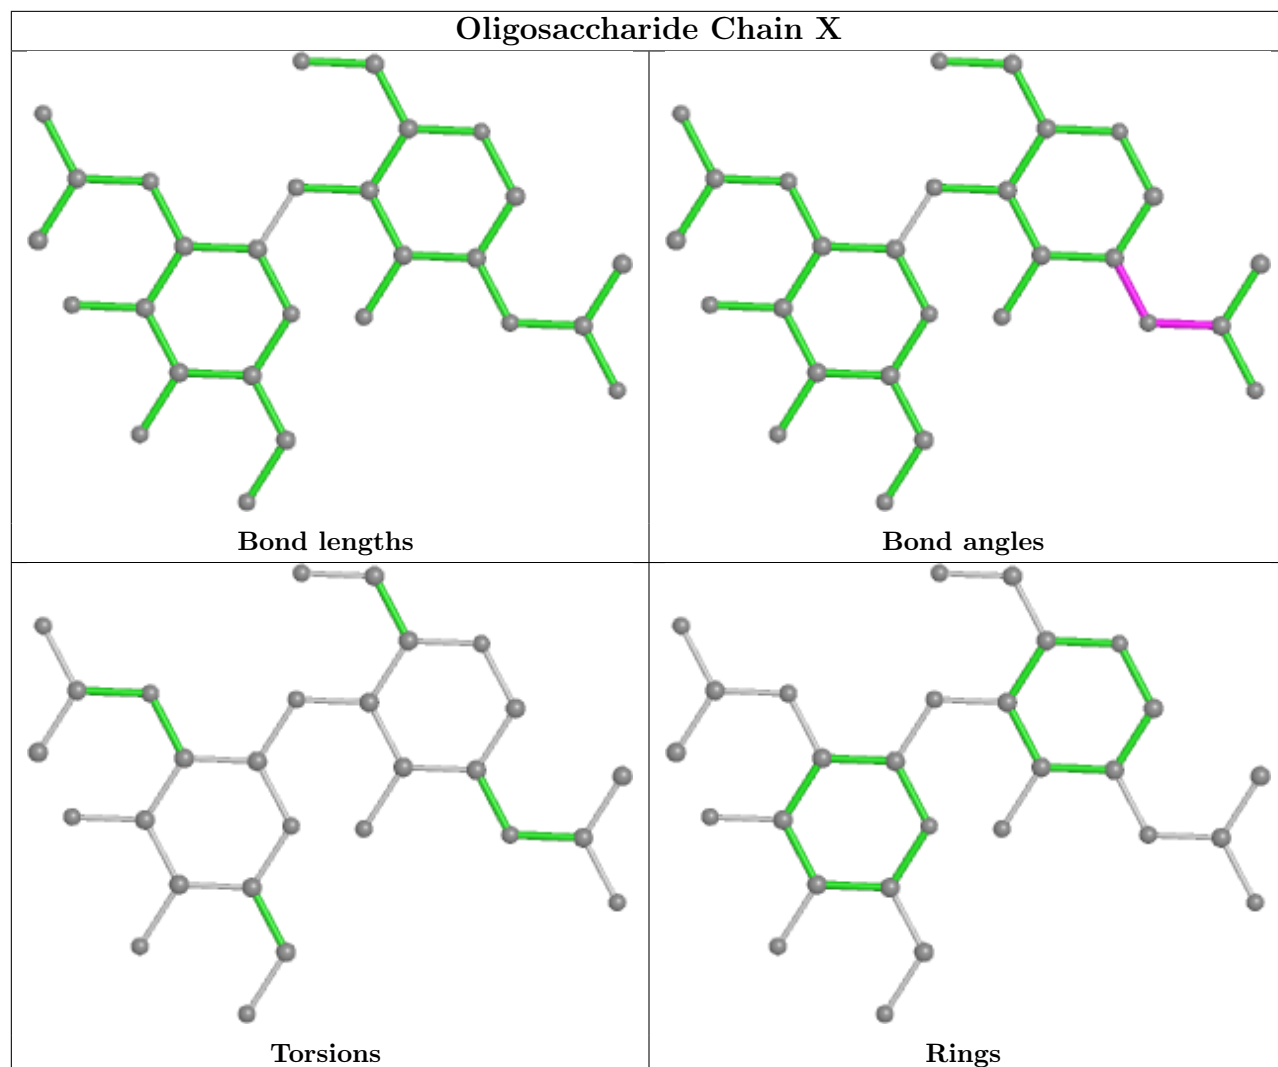 Oligosaccharide Chain X
Bond lengths
Bond angles
Torsions
Rings